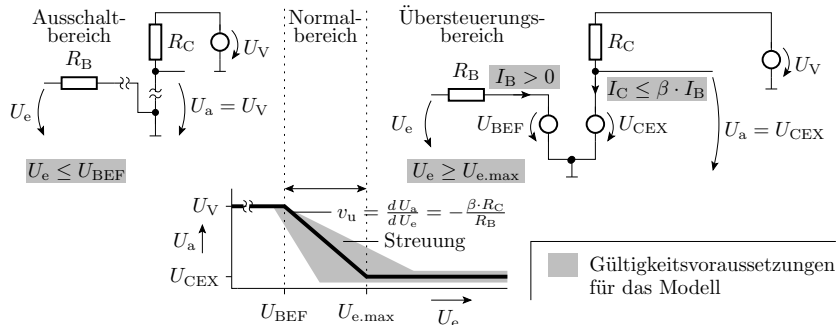 Ausschalt-
bereich
Normal-
bereich
Übersteuerungs-
bereich
R_C
U_V
R_B
U_e
U_a = U_V
U_e ≤ U_BEF
R_B
I_B > 0
R_C
U_V
I_C ≤ β · I_B
U_e
U_BEF
U_CEX
U_a = U_CEX
U_e ≥ U_e.max
U_V
v_u = d U_a / d U_e = − β·R_C / R_B
U_a
Streuung
U_CEX
U_BEF
U_e.max
U_e
Gültigkeitsvoraussetzungen
für das Modell